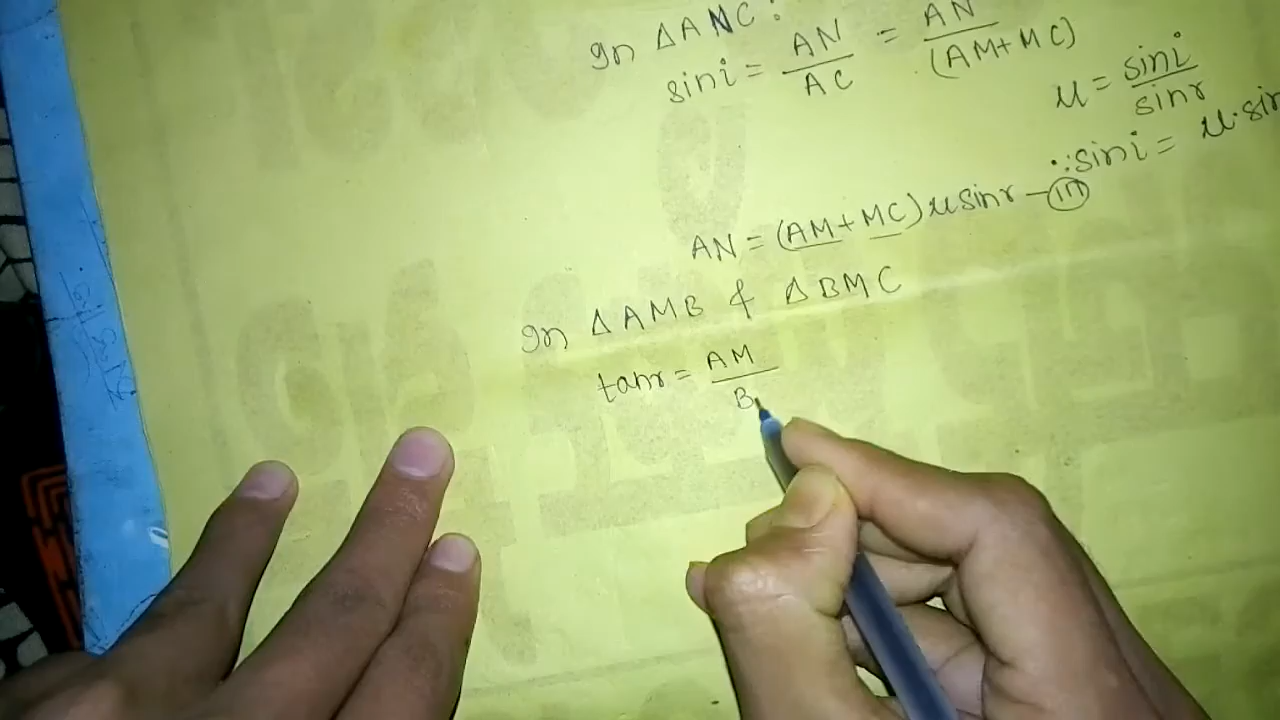 In ΔANC:
sini = AN/AC = AN/(AM+MC)
μ = sini/sinr
∴ sini = μ·sin
AN = (AM+MC) μ sinr — (iii)
In ΔAMB & ΔBMC
tanr = AM/B